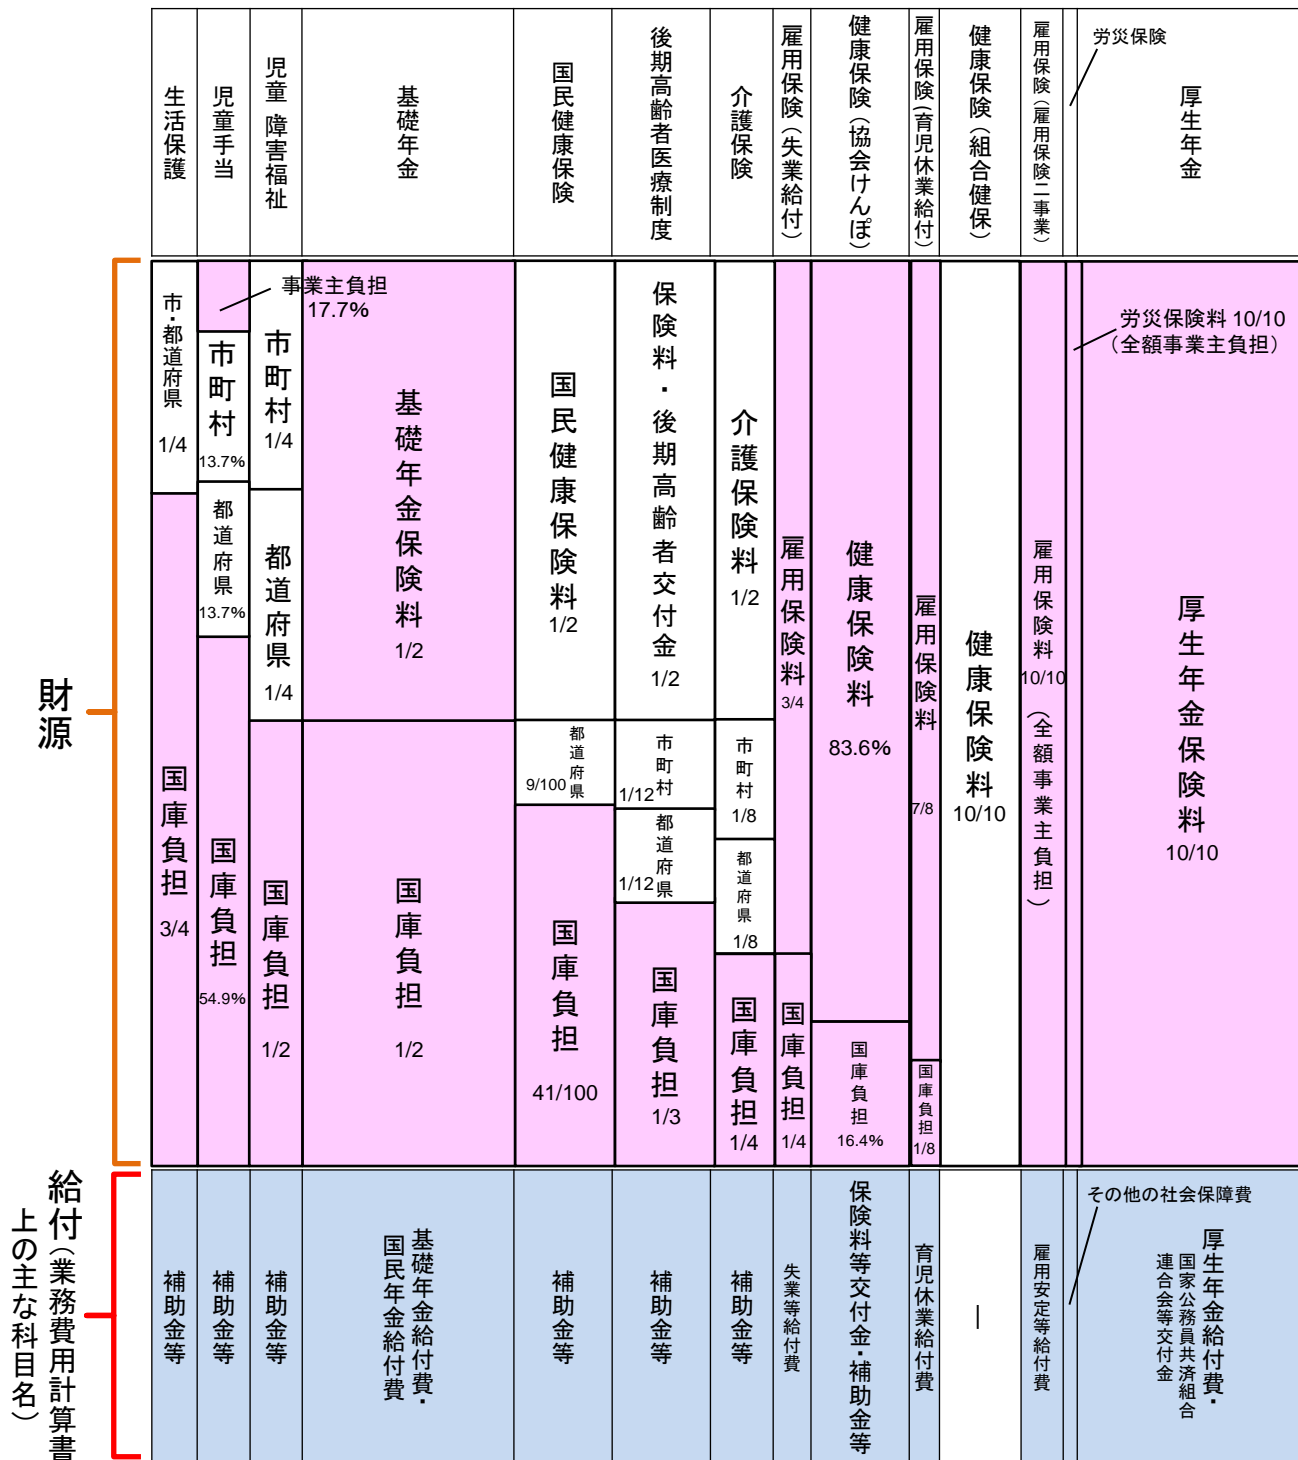 生活保護
児童手当
児童 障害福祉
基礎年金
国民健康保険
後期高齢者医療制度
介護保険
雇用保険（失業給付）
健康保険（協会けんぽ）
雇用保険（育児休業給付）
健康保険（組合健保）
雇用保険（雇用保険二事業）
労災保険
厚生年金
財源
市・都道府県
1/4
国庫負担
3/4
事業主負担
17.7%
市町村
13.7%
都道府県
13.7%
国庫負担
54.9%
市町村
1/4
都道府県
1/4
国庫負担
1/2
基礎年金保険料
1/2
国庫負担
1/2
国民健康保険料
1/2
都道府県
9/100
国庫負担
41/100
保険料・後期高齢者交付金
1/2
市町村
1/12
都道府県
1/12
国庫負担
1/3
介護保険料
1/2
市町村
1/8
都道府県
1/8
国庫負担
1/4
雇用保険料
3/4
国庫負担
1/4
健康保険料
83.6%
国庫負担
16.4%
雇用保険料
7/8
国庫負担
1/8
健康保険料
10/10
雇用保険料
10/10
（全額事業主負担）
労災保険料 10/10
（全額事業主負担）
厚生年金保険料
10/10
給付（業務費用計算書
上の主な科目名）
補助金等
補助金等
補助金等
基礎年金給付費・
国民年金給付費
補助金等
補助金等
補助金等
失業等給付費
保険料等交付金・補助金等
育児休業給付費
｜
雇用安定等給付費
その他の社会保障費
厚生年金給付費・
国家公務員共済組合
連合会等交付金